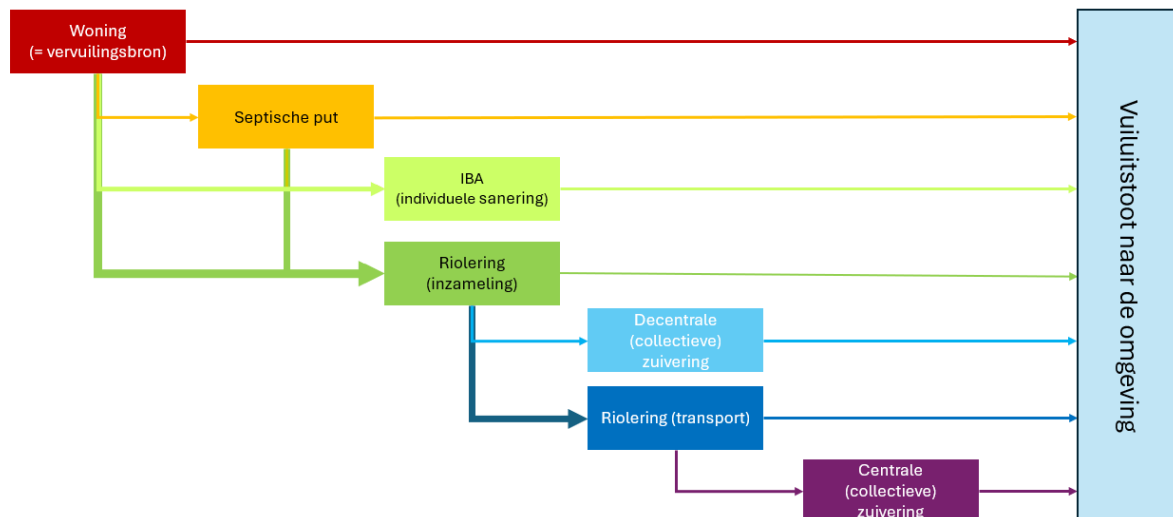 Woning
(= vervuilingsbron)
Septische put
IBA
(individuele sanering)
Riolering
(inzameling)
Decentrale
(collectieve)
zuivering
Riolering (transport)
Centrale
(collectieve)
zuivering
Vuiluitstoot naar de omgeving